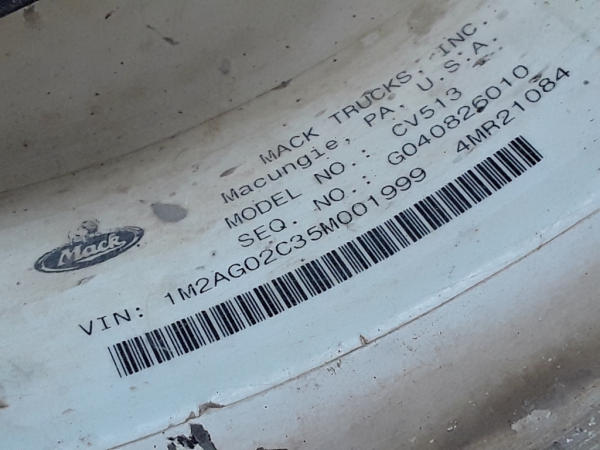 MACK TRUCKS, INC.
Macungie, PA, U.S.A.
MODEL NO.: CV513
SEQ. NO.: G040826010
VIN: 1M2AG02C35M001999 4MR21084
Mack